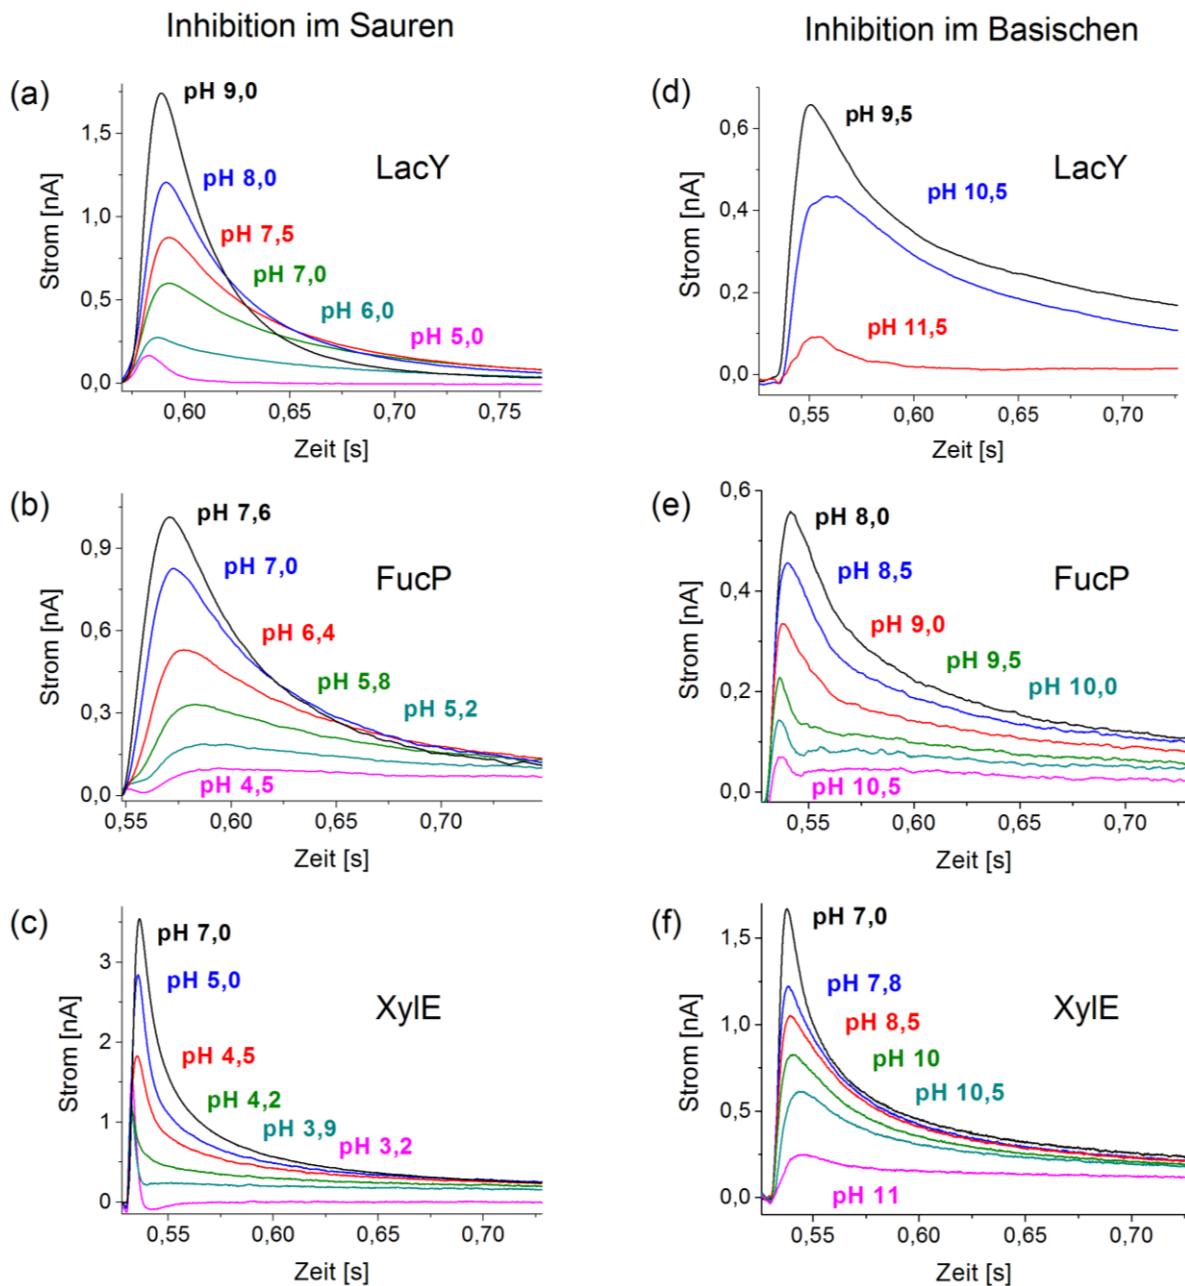 Inhibition im Sauren
Inhibition im Basischen
(a)
pH 9,0
LacY
pH 8,0
pH 7,5
pH 7,0
pH 6,0
pH 5,0
Strom [nA]
1,5
1,0
0,5
0,0
0,60 0,65 0,70 0,75
Zeit [s]
(d)
pH 9,5
LacY
pH 10,5
pH 11,5
Strom [nA]
0,6
0,4
0,2
0,0
0,55 0,60 0,65 0,70
Zeit [s]
(b)
pH 7,6
FucP
pH 7,0
pH 6,4
pH 5,8
pH 5,2
pH 4,5
Strom [nA]
0,9
0,6
0,3
0,0
0,55 0,60 0,65 0,70
Zeit [s]
(e)
pH 8,0
FucP
pH 8,5
pH 9,0
pH 9,5
pH 10,0
pH 10,5
Strom [nA]
0,6
0,4
0,2
0,0
0,55 0,60 0,65 0,70
Zeit [s]
(c)
pH 7,0
pH 5,0
XylE
pH 4,5
pH 4,2
pH 3,9
pH 3,2
Strom [nA]
3
2
1
0
0,55 0,60 0,65 0,70
Zeit [s]
(f)
pH 7,0
pH 7,8
XylE
pH 8,5
pH 10
pH 10,5
pH 11
Strom [nA]
1,5
1,0
0,5
0,0
0,55 0,60 0,65 0,70
Zeit [s]